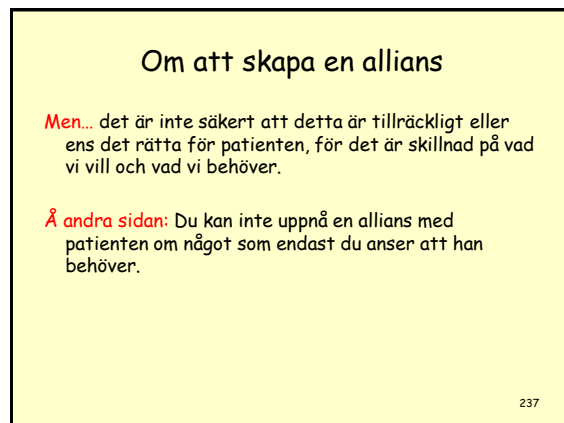 Om att skapa en allians
Men… det är inte säkert att detta är tillräckligt eller
ens det rätta för patienten, för det är skillnad på vad
vi vill och vad vi behöver.
Å andra sidan: Du kan inte uppnå en allians med
patienten om något som endast du anser att han
behöver.
237